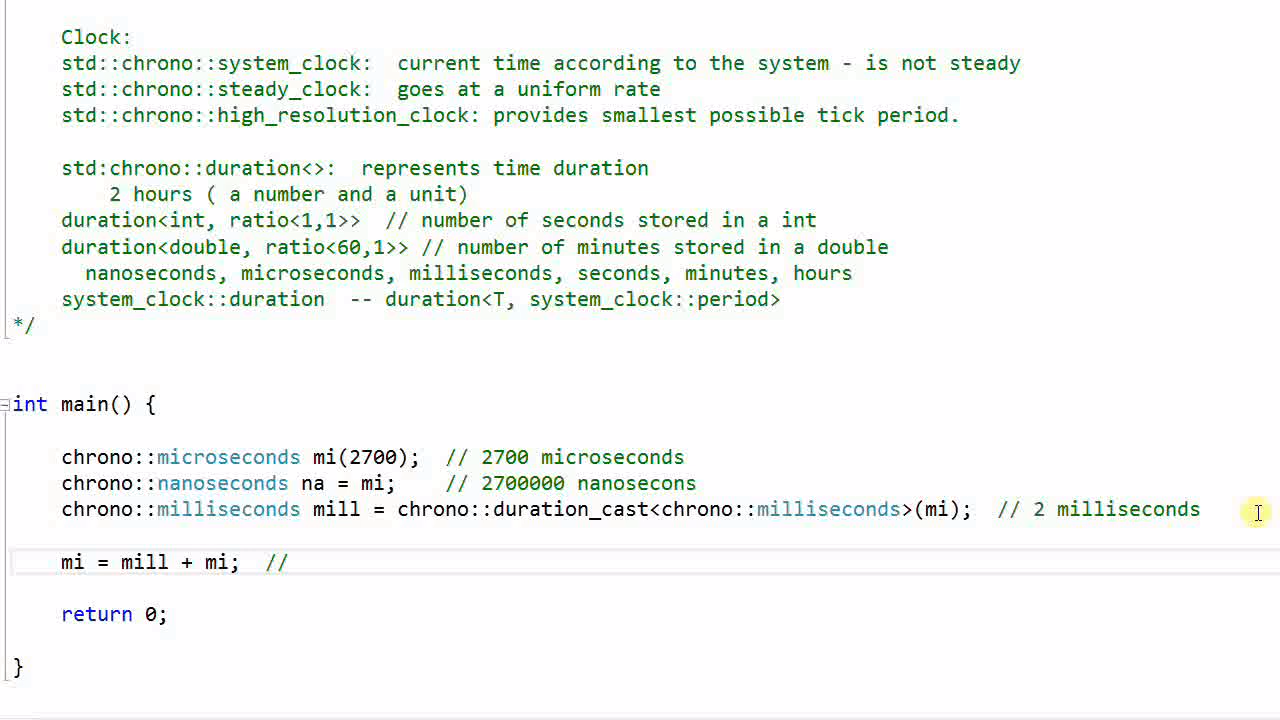 Clock:
std::chrono::system_clock:  current time according to the system - is not steady
std::chrono::steady_clock:  goes at a uniform rate
std::chrono::high_resolution_clock: provides smallest possible tick period.
std:chrono::duration<>:  represents time duration
2 hours ( a number and a unit)
duration<int, ratio<1,1>>  // number of seconds stored in a int
duration<double, ratio<60,1>> // number of minutes stored in a double
nanoseconds, microseconds, milliseconds, seconds, minutes, hours
system_clock::duration  -- duration<T, system_clock::period>
*/
int main() {
chrono::microseconds mi(2700);  // 2700 microseconds
chrono::nanoseconds na = mi;    // 2700000 nanosecons
chrono::milliseconds mill = chrono::duration_cast<chrono::milliseconds>(mi);  // 2 milliseconds
mi = mill + mi;  //
return 0;
}